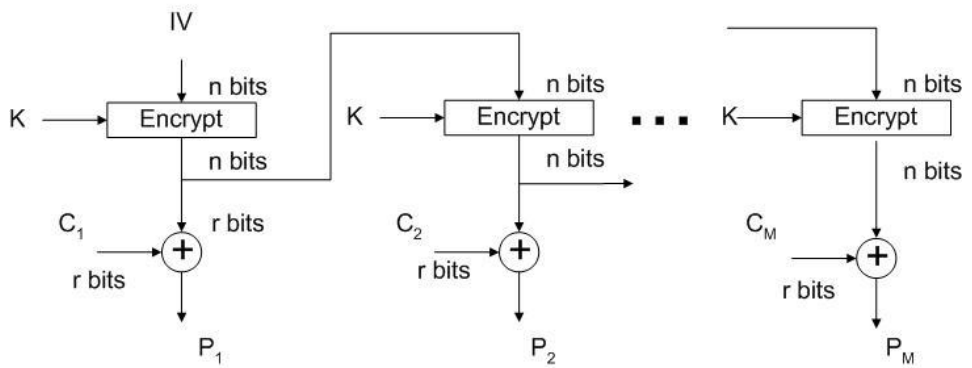 IV
n bits
n bits
n bits
K
Encrypt
K
Encrypt
K
Encrypt
n bits
n bits
n bits
C1
r bits
C2
CM
r bits
r bits
r bits
P1
P2
PM